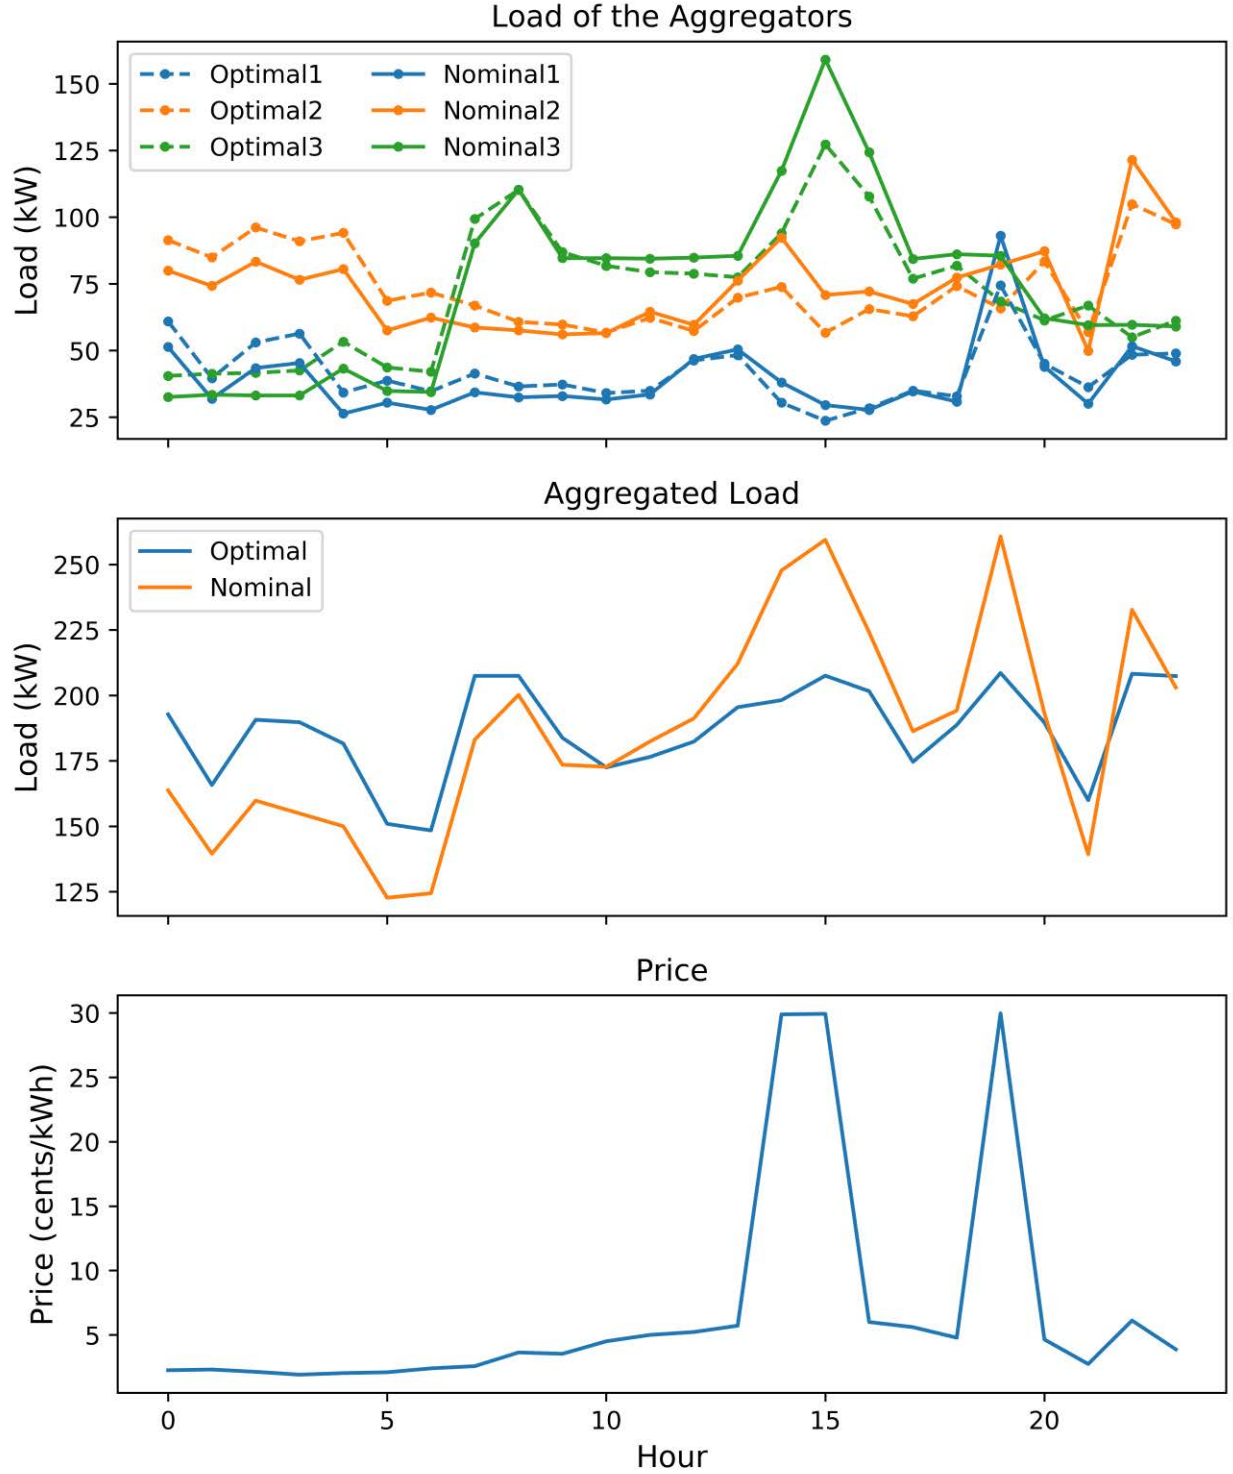 Load of the Aggregators
Optimal1 Nominal1
Optimal2 Nominal2
Optimal3 Nominal3
Load (kW)
150
125
100
75
50
25
Aggregated Load
Optimal
Nominal
Load (kW)
250
225
200
175
150
125
Price
Price (cents/kWh)
30
25
20
15
10
5
0 5 10 15 20
Hour